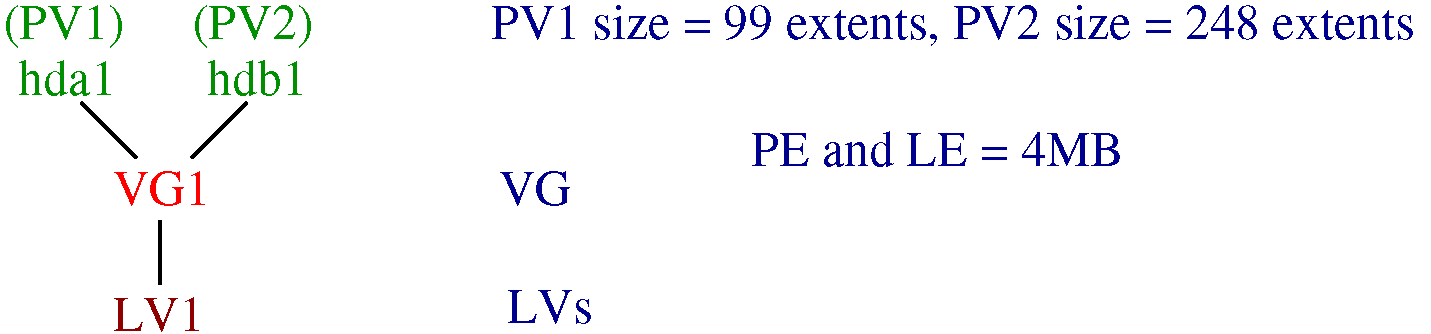 (PV1) (PV2) PV1 size = 99 extents, PV2 size = 248 extents
hda1 hdb1
PE and LE = 4MB
VG1 VG
LV1 LVs